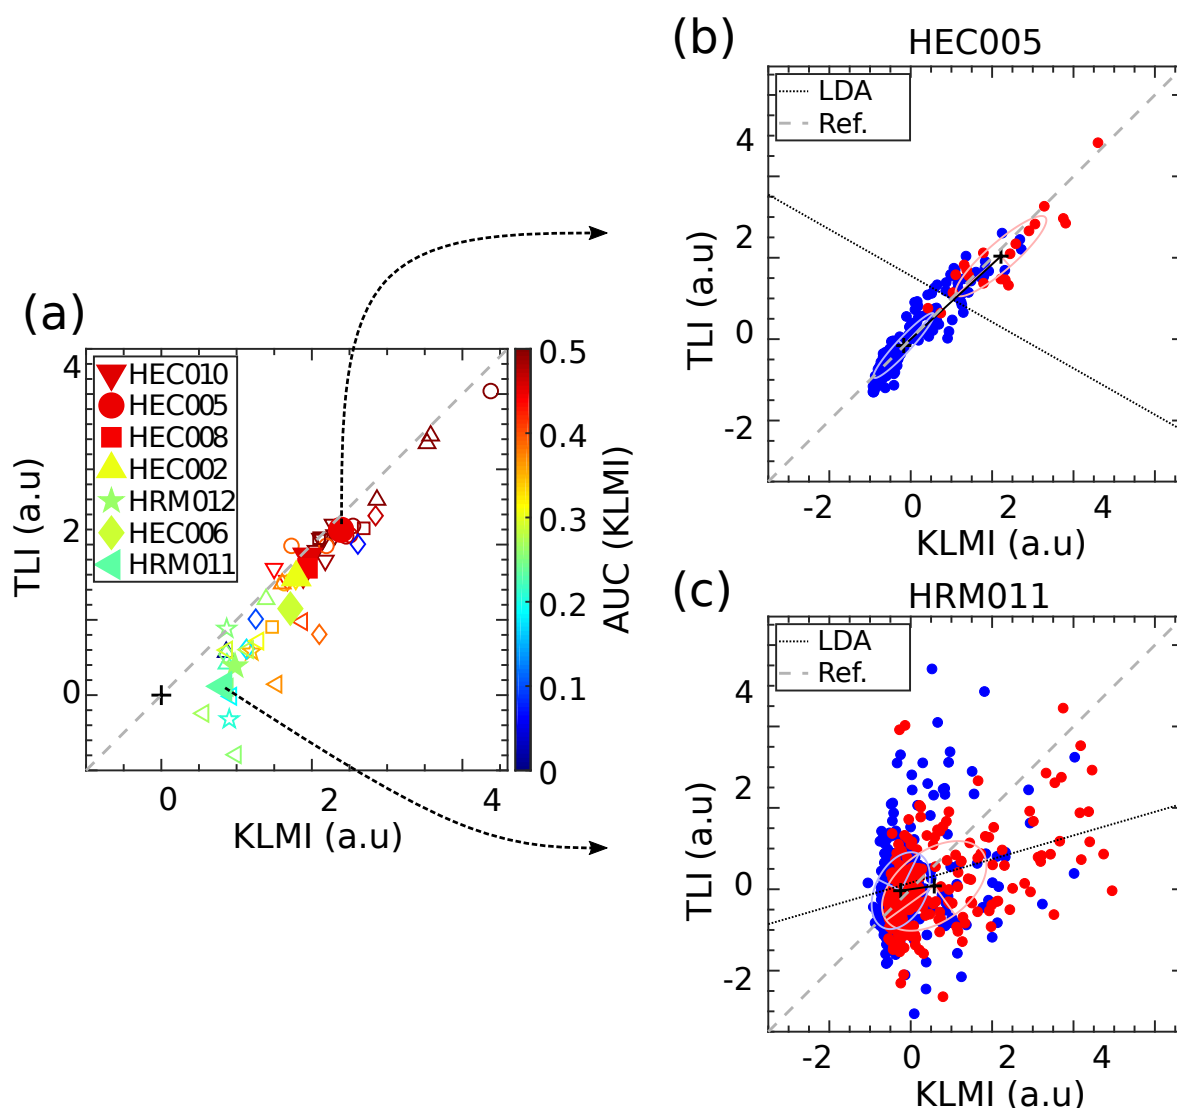 (a)
TLI (a.u)
4
2
0
HEC010
HEC005
HEC008
HEC002
HRM012
HEC006
HRM011
0
2
4
KLMI (a.u)
0.5
0.4
0.3
0.2
0.1
0
AUC (KLMI)
(b)
HEC005
LDA
Ref.
TLI (a.u)
4
2
0
-2
-2
0
2
4
KLMI (a.u)
(c)
HRM011
LDA
Ref.
TLI (a.u)
4
2
0
-2
-2
0
2
4
KLMI (a.u)